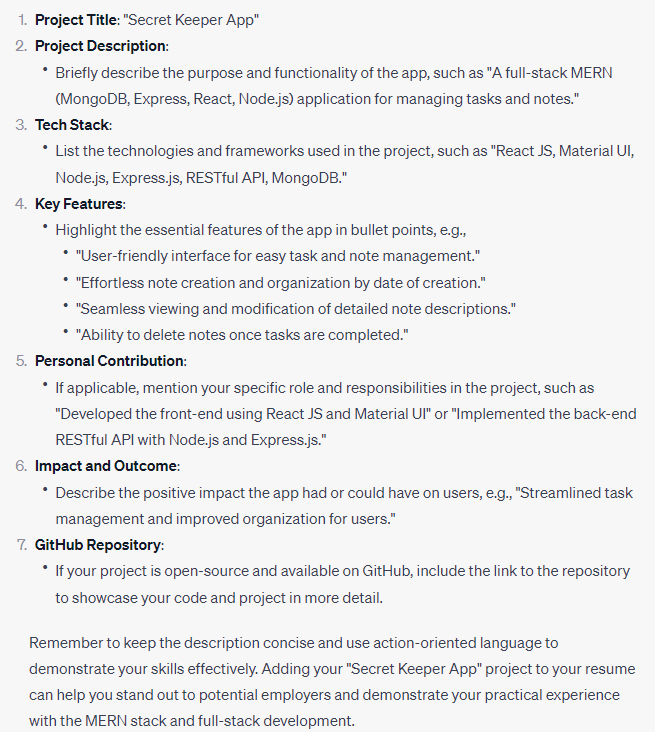 1. Project Title: "Secret Keeper App"
2. Project Description:
• Briefly describe the purpose and functionality of the app, such as "A full-stack MERN
(MongoDB, Express, React, Node.js) application for managing tasks and notes."
3. Tech Stack:
• List the technologies and frameworks used in the project, such as "React JS, Material UI,
Node.js, Express.js, RESTful API, MongoDB."
4. Key Features:
• Highlight the essential features of the app in bullet points, e.g.,
• "User-friendly interface for easy task and note management."
• "Effortless note creation and organization by date of creation."
• "Seamless viewing and modification of detailed note descriptions."
• "Ability to delete notes once tasks are completed."
5. Personal Contribution:
• If applicable, mention your specific role and responsibilities in the project, such as
"Developed the front-end using React JS and Material UI" or "Implemented the back-end
RESTful API with Node.js and Express.js."
6. Impact and Outcome:
• Describe the positive impact the app had or could have on users, e.g., "Streamlined task
management and improved organization for users."
7. GitHub Repository:
• If your project is open-source and available on GitHub, include the link to the repository
to showcase your code and project in more detail.
Remember to keep the description concise and use action-oriented language to
demonstrate your skills effectively. Adding your "Secret Keeper App" project to your resume
can help you stand out to potential employers and demonstrate your practical experience
with the MERN stack and full-stack development.